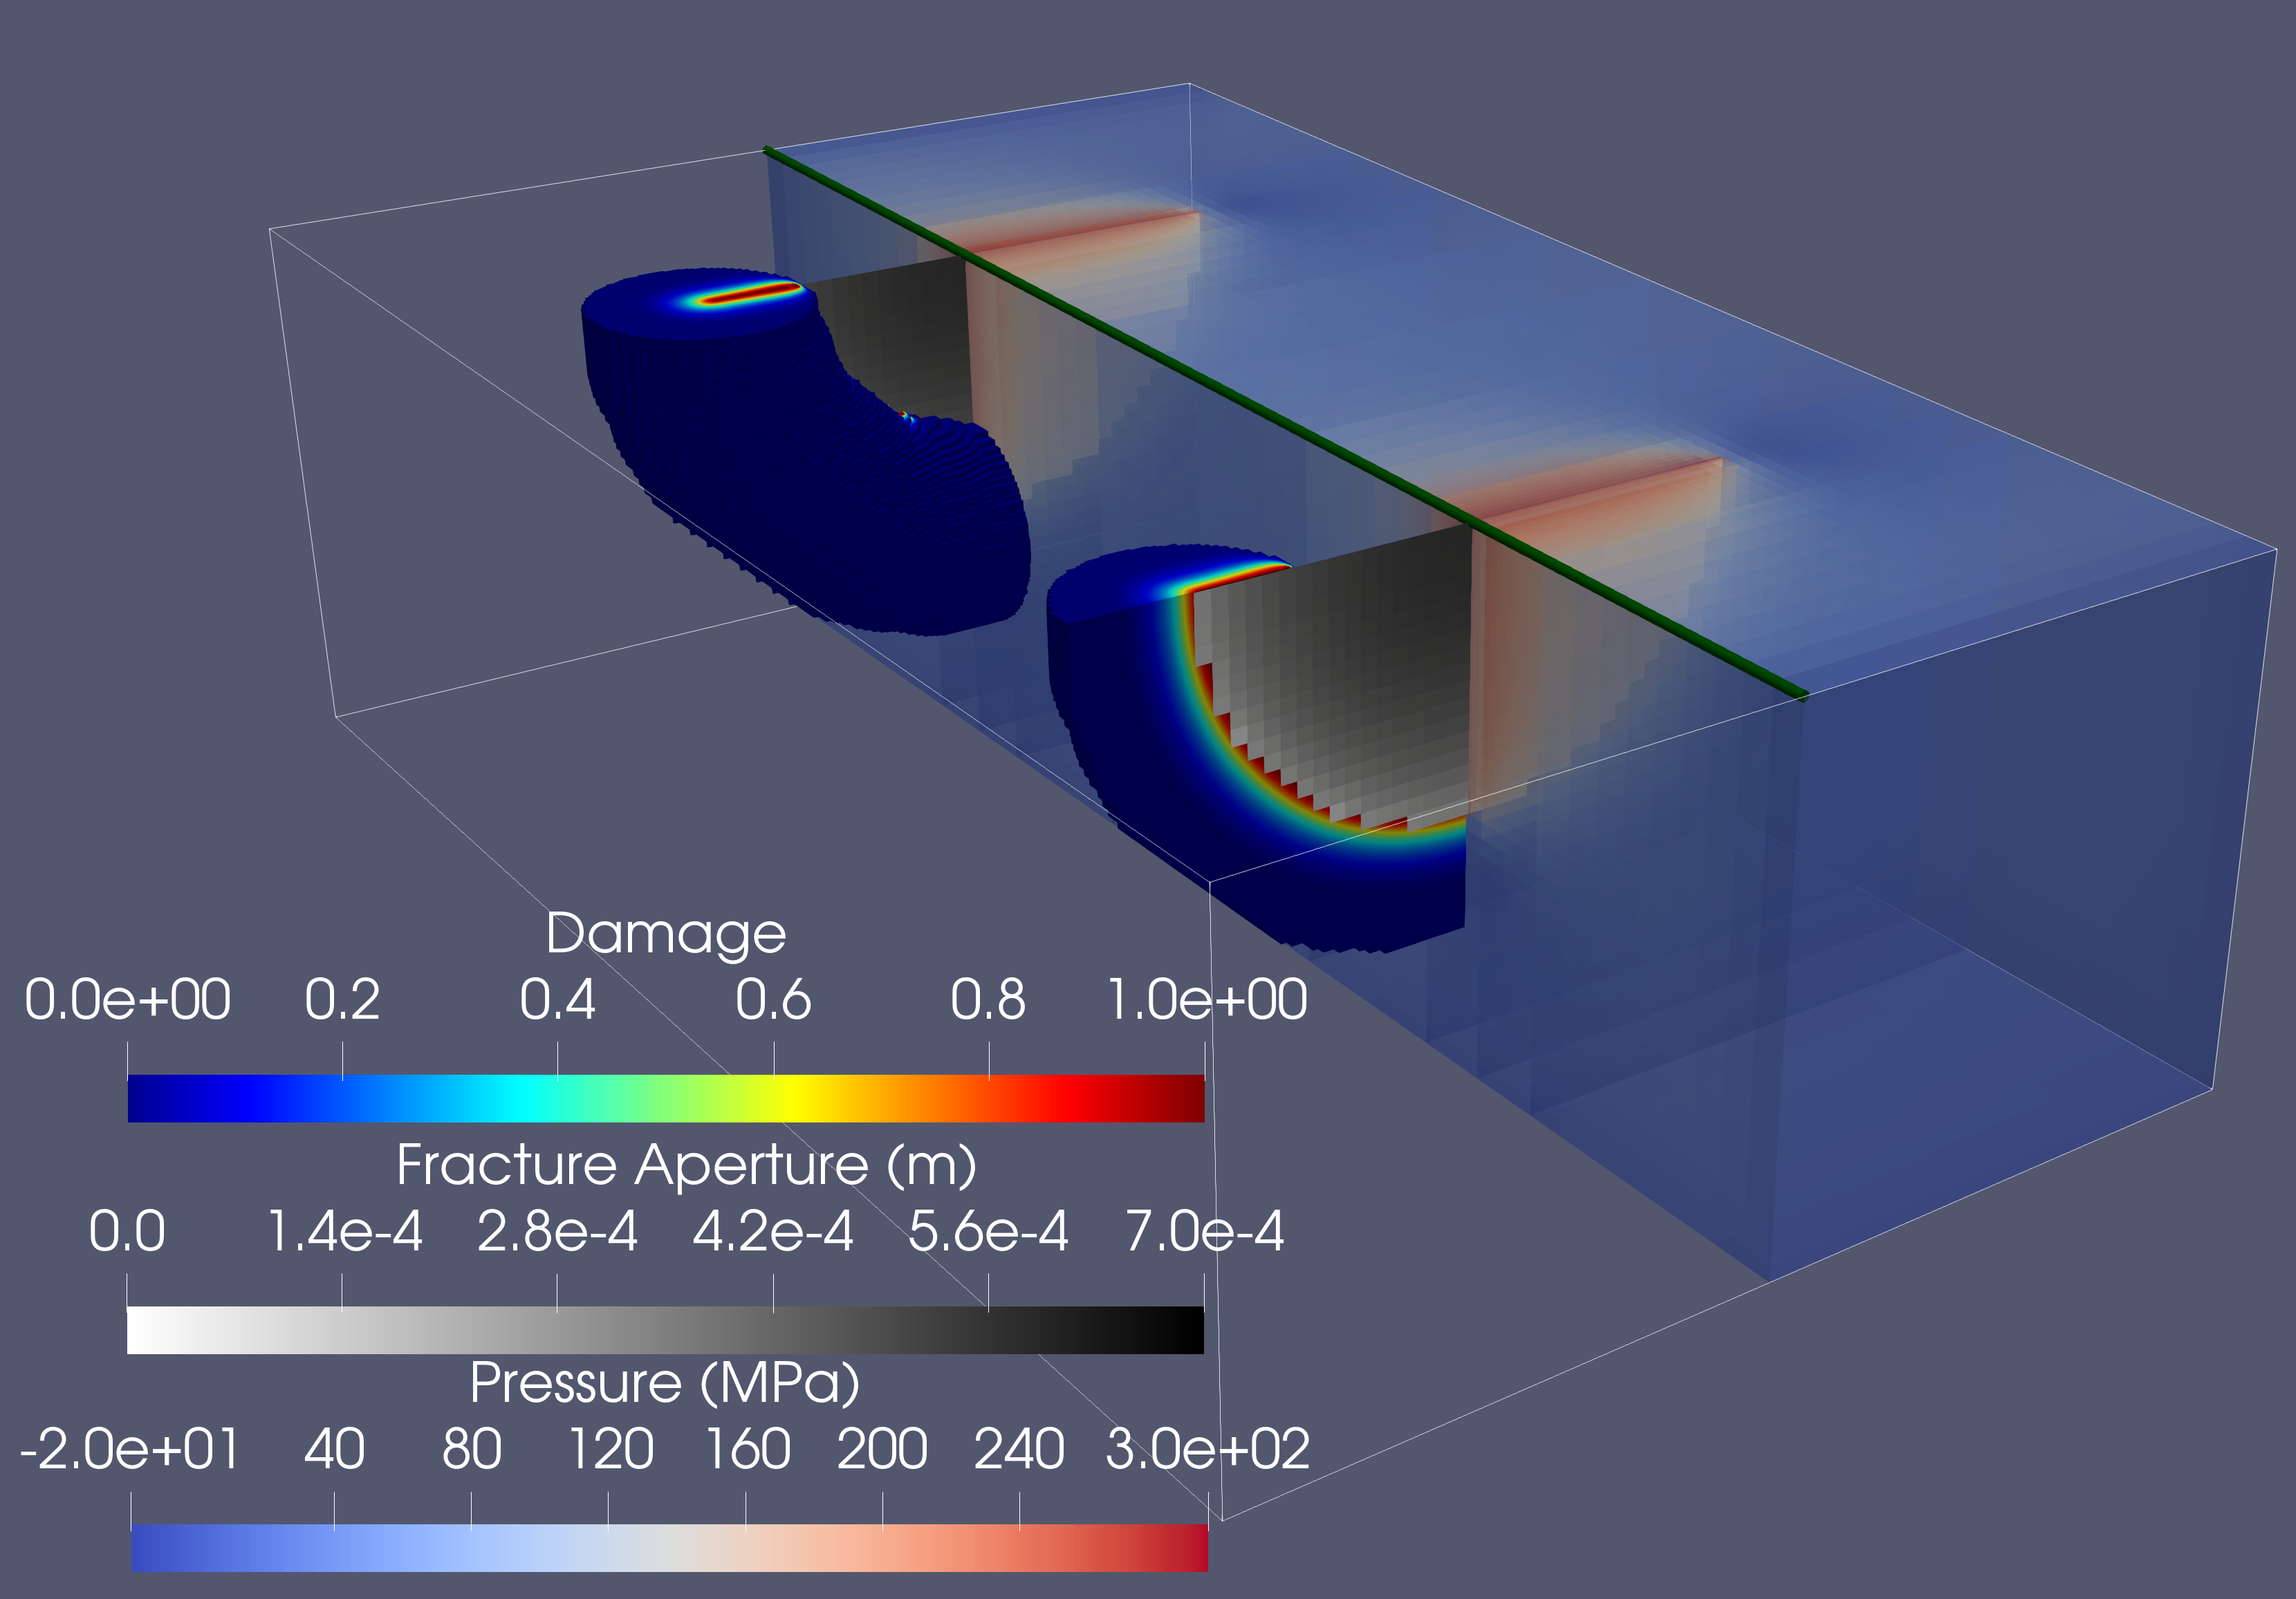 Damage
0.0e+00 0.2 0.4 0.6 0.8 1.0e+00
Fracture Aperture (m)
0.0 1.4e-4 2.8e-4 4.2e-4 5.6e-4 7.0e-4
Pressure (MPa)
-2.0e+01 40 80 120 160 200 240 3.0e+02